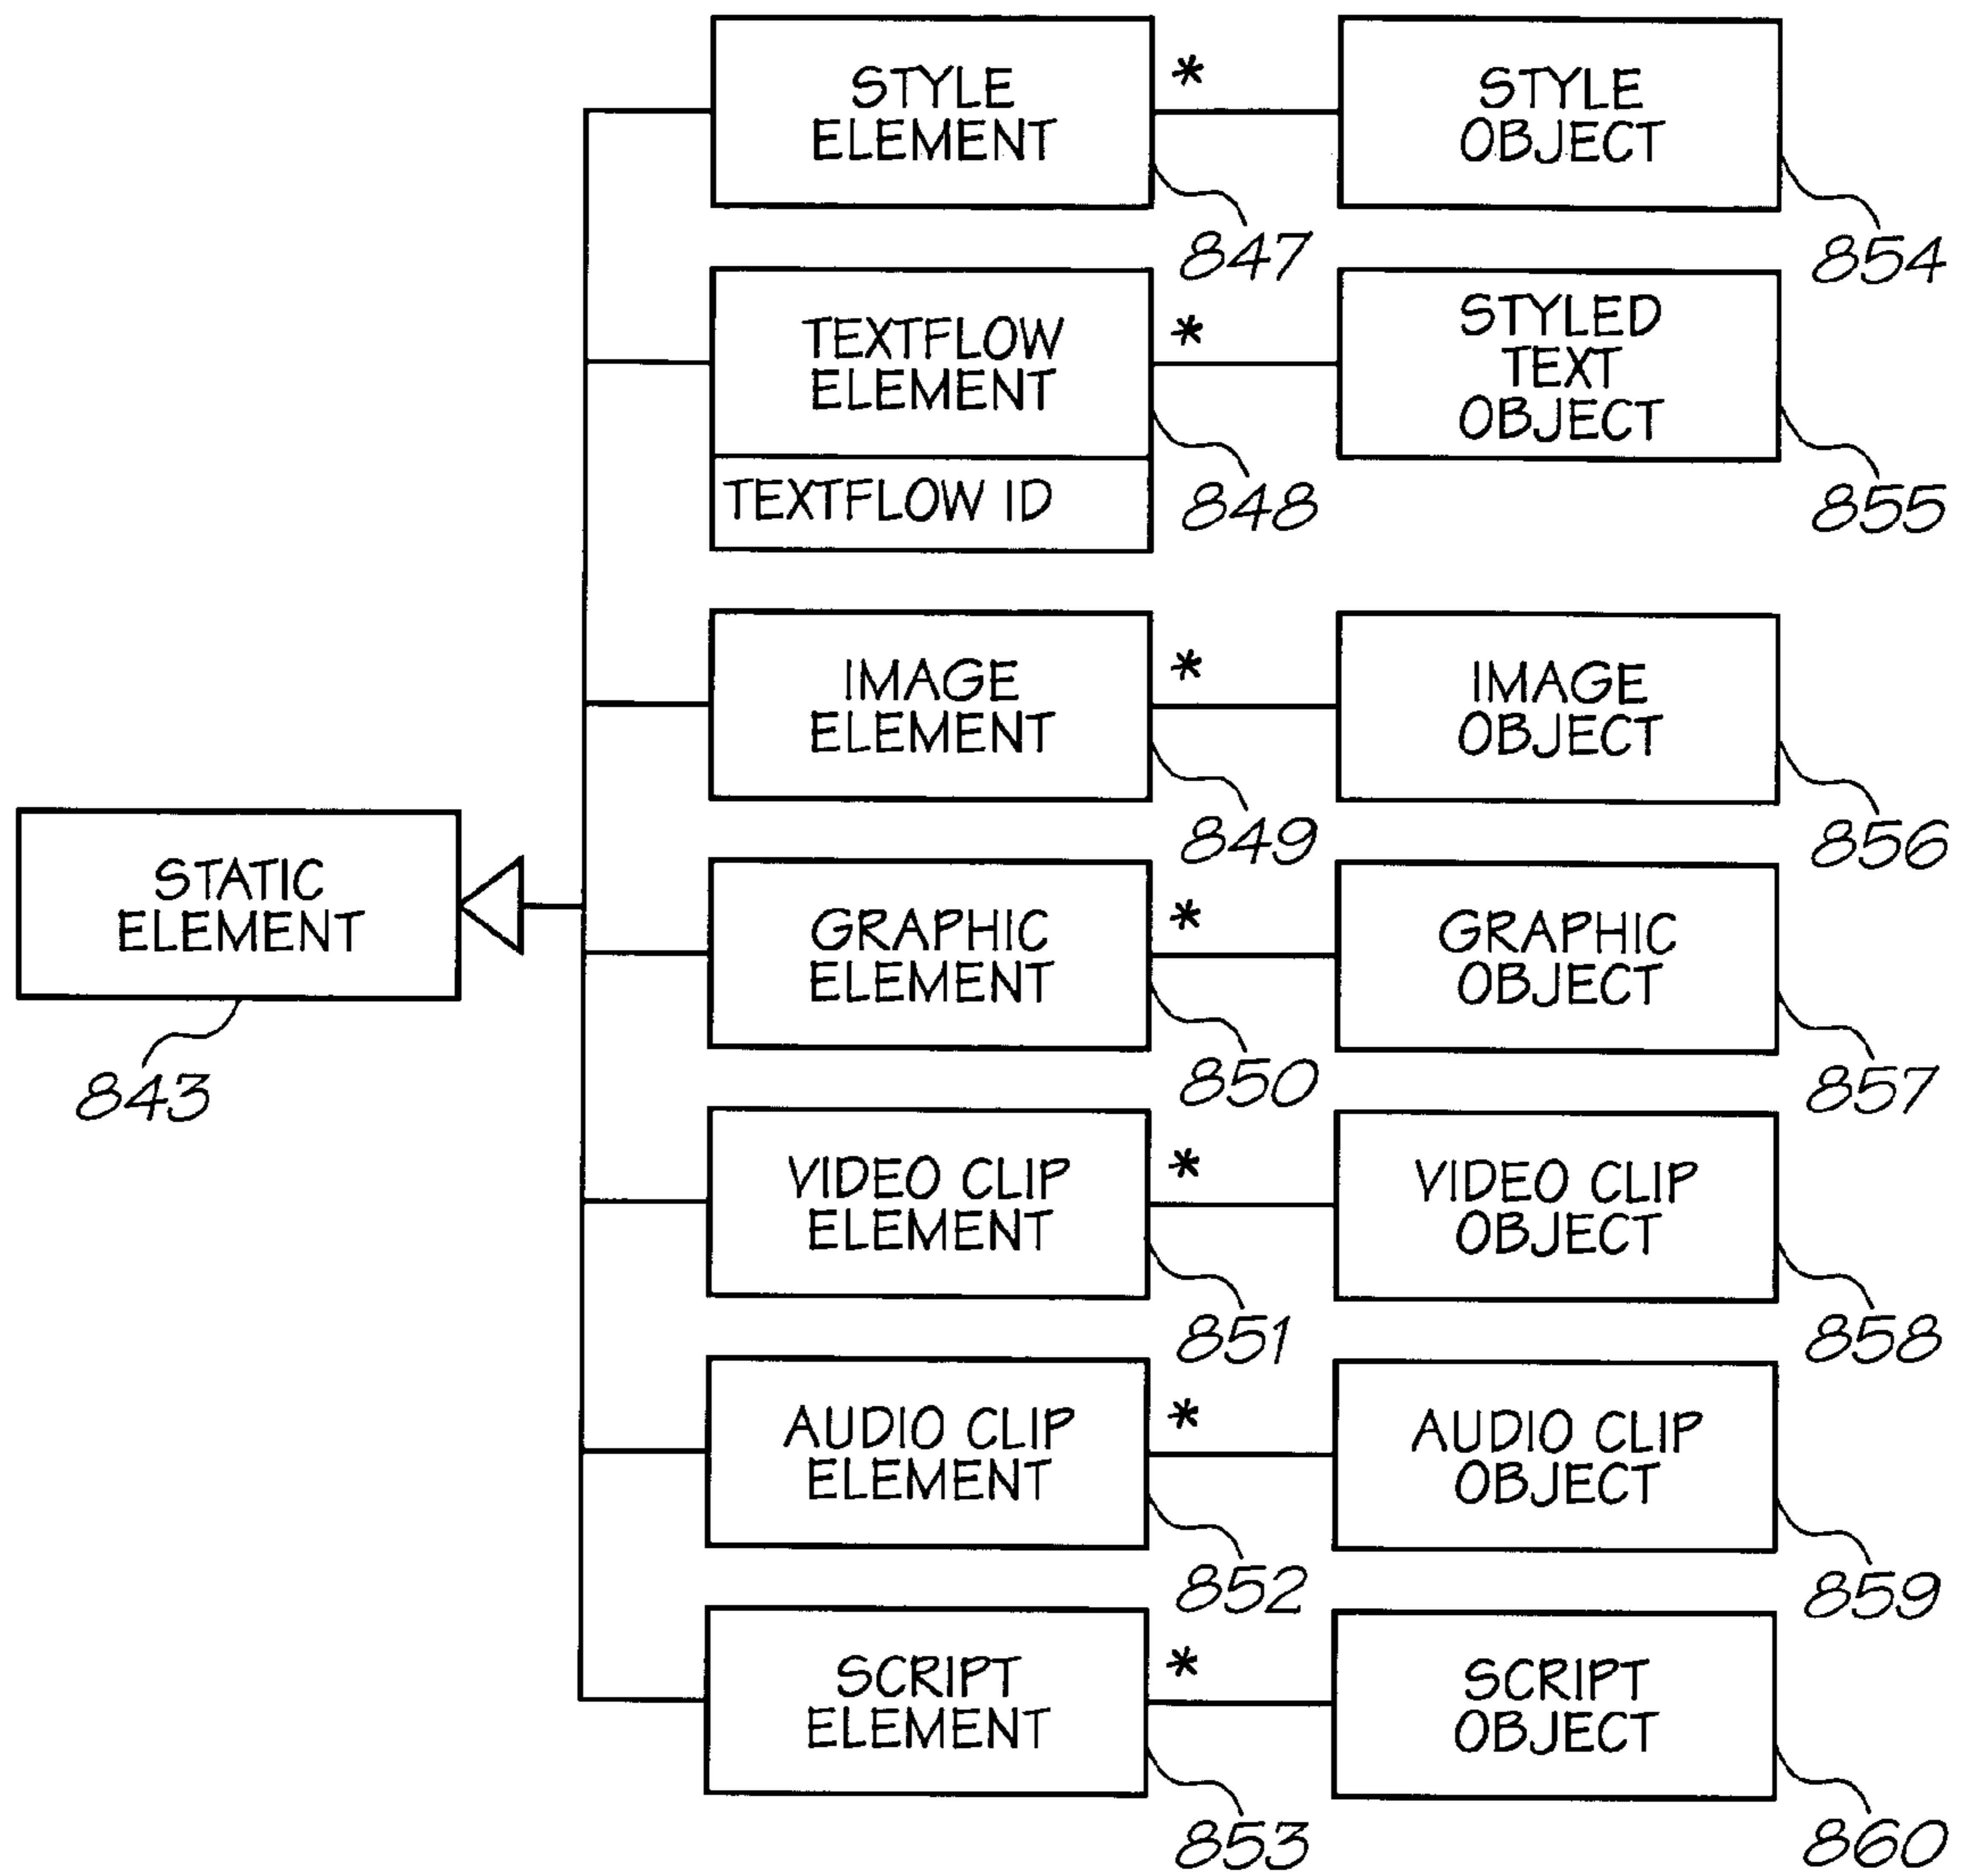 STYLE
ELEMENT
*
STYLE
OBJECT
847
854
TEXTFLOW
ELEMENT
TEXTFLOW ID
*
STYLED
TEXT
OBJECT
848
855
IMAGE
ELEMENT
*
IMAGE
OBJECT
849
856
STATIC
ELEMENT
843
GRAPHIC
ELEMENT
*
GRAPHIC
OBJECT
850
857
VIDEO CLIP
ELEMENT
*
VIDEO CLIP
OBJECT
851
858
AUDIO CLIP
ELEMENT
*
AUDIO CLIP
OBJECT
852
859
SCRIPT
ELEMENT
*
SCRIPT
OBJECT
853
860